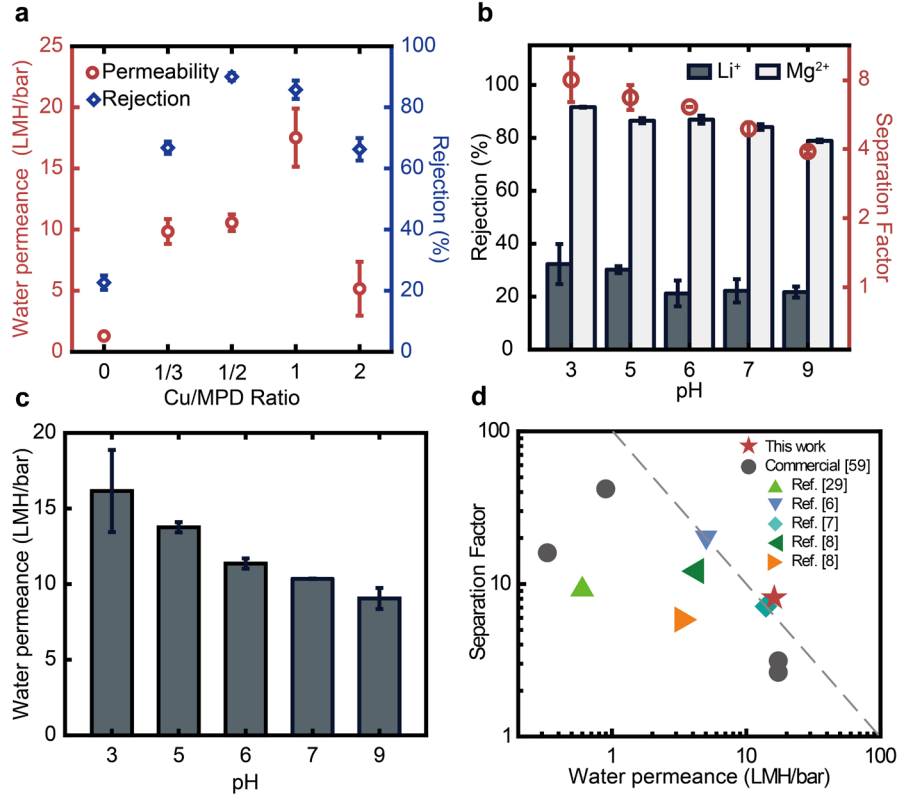 a
Water permeance (LMH/bar)
25
20
15
10
5
0
Permeability
Rejection
100
80
60
40
20
0
Rejection (%)
0 1/3 1/2 1 2
Cu/MPD Ratio
b
Rejection (%)
100
80
60
40
20
0
Li⁺ Mg²⁺
8
4
2
1
Separation Factor
3 5 6 7 9
pH
c
Water permeance (LMH/bar)
20
15
10
5
0
3 5 6 7 9
pH
d
Separation Factor
100
10
1
This work
Commercial [59]
Ref. [29]
Ref. [6]
Ref. [7]
Ref. [8]
Ref. [8]
1 10 100
Water permeance (LMH/bar)